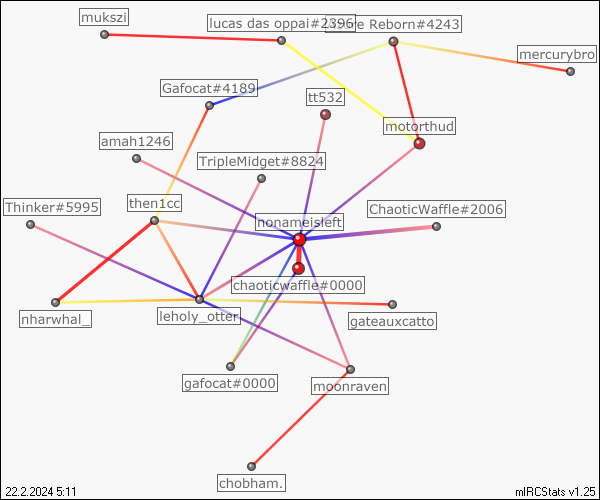 mukszi
lucas das oppai#2396
Reborn#4243
mercurybro
Gafocat#4189
tt532
motorthud
amah1246
TripleMidget#8824
Thinker#5995
then1cc
nonameisleft
ChaoticWaffle#2006
chaoticwaffle#0000
nharwhal_
leholy_otter
gateauxcatto
gafocat#0000
moonraven
chobham.
22.2.2024 5:11
mIRCStats v1.25